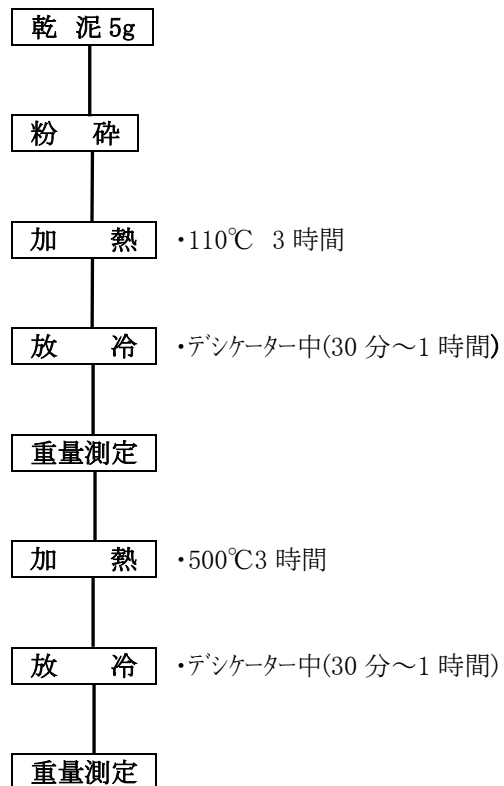 乾 泥 5g
粉 砕
加 熱 ・110℃ 3 時間
放 冷 ・デシケーター中(30 分～1 時間)
重量測定
加 熱 ・500℃3 時間
放 冷 ・デシケーター中(30 分～1 時間)
重量測定